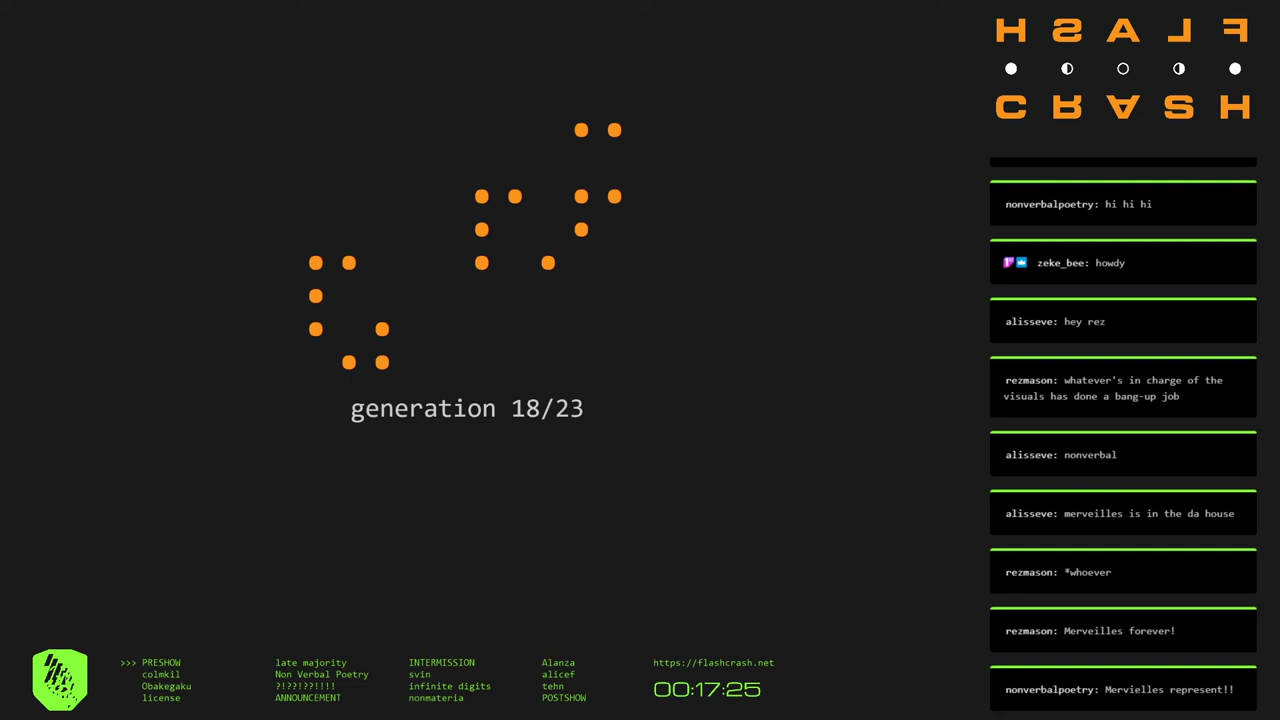 FLASH
CRASH
nonverbalpoetry: hi hi hi
zeke_bee: howdy
alisseve: hey rez
rezmason: whatever's in charge of the
visuals has done a bang-up job
alisseve: nonverbal
alisseve: merveilles is in the da house
rezmason: *whoever
rezmason: Merveilles forever!
nonverbalpoetry: Mervielles represent!!
generation 18/23
>>> PRESHOW
colmkil
Obakegaku
license
late majority
Non Verbal Poetry
?!??!??!!!!
ANNOUNCEMENT
INTERMISSION
svin
infinite digits
nonmateria
Alanza
alicef
tehn
POSTSHOW
https://flashcrash.net
00:17:25